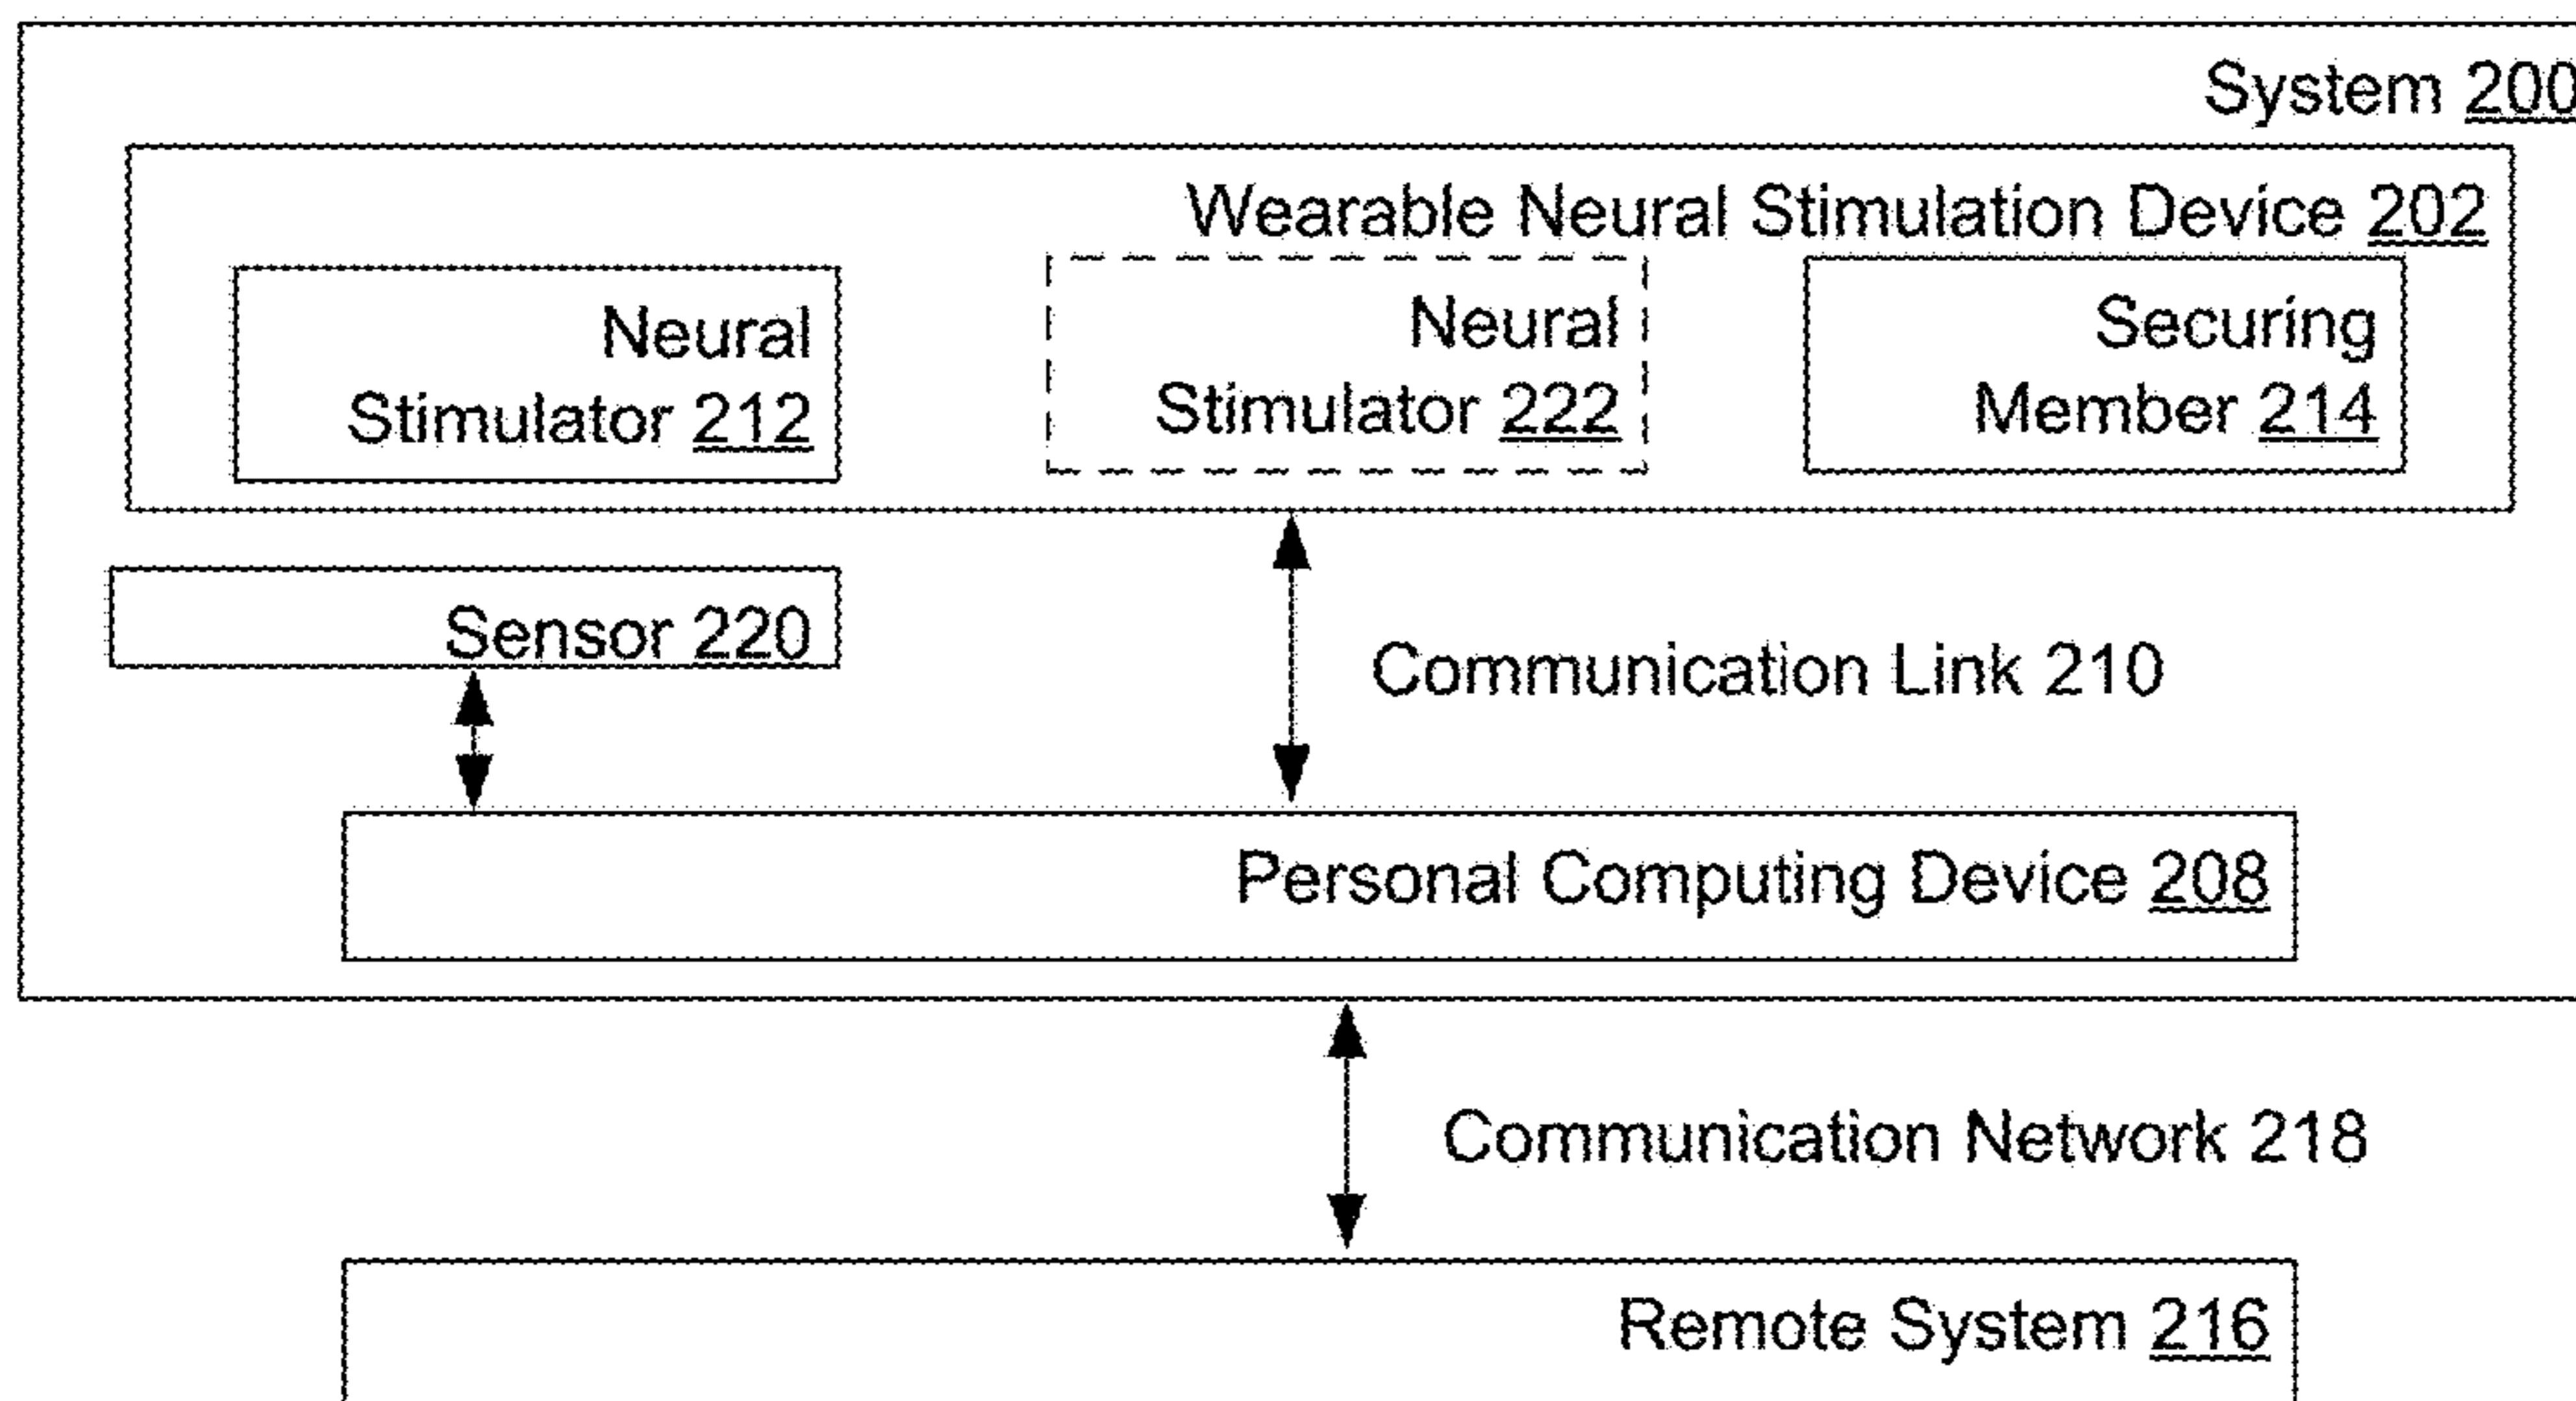 System 200
Wearable Neural Stimulation Device 202
Neural
Stimulator 212
Neural
Stimulator 222
Securing
Member 214
Sensor 220
Communication Link 210
Personal Computing Device 208
Communication Network 218
Remote System 216